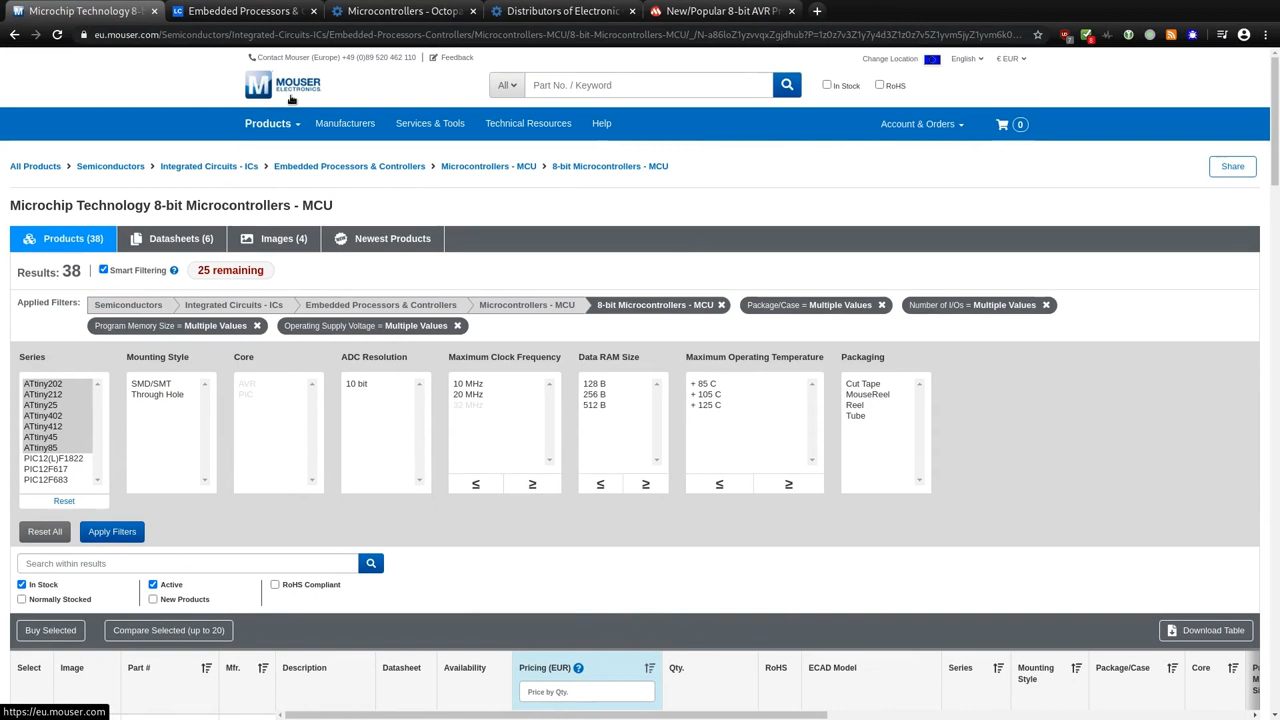 Microchip Technology 8-b
Embedded Processors & C
Microcontrollers - Octopa
Distributors of Electronic
New/Popular 8-bit AVR P
eu.mouser.com/Semiconductors/Integrated-Circuits-ICs/Embedded-Processors-Controllers/Microcontrollers-MCU/8-bit-Microcontrollers-MCU/_/
Contact Mouser (Europe) +49 (0)89 520 462 110 | Feedback
Change Location English € EUR
MOUSER
ELECTRONICS
All Part No. / Keyword In Stock RoHS
Products Manufacturers Services & Tools Technical Resources Help Account & Orders 0
All Products Semiconductors Integrated Circuits - ICs Embedded Processors & Controllers Microcontrollers - MCU 8-bit Microcontrollers - MCU Share
Microchip Technology 8-bit Microcontrollers - MCU
Products (38) Datasheets (6) Images (4) Newest Products
Results: 38 | Smart Filtering ? 25 remaining
Applied Filters: Semiconductors Integrated Circuits - ICs Embedded Processors & Controllers Microcontrollers - MCU 8-bit Microcontrollers - MCU Package/Case = Multiple Values Number of I/Os = Multiple Values
Program Memory Size = Multiple Values Operating Supply Voltage = Multiple Values
Series Mounting Style Core ADC Resolution Maximum Clock Frequency Data RAM Size Maximum Operating Temperature Packaging
ATtiny202 SMD/SMT AVR 10 bit 10 MHz 128 B + 85 C Cut Tape
ATtiny212 Through Hole PIC 20 MHz 256 B + 105 C MouseReel
ATtiny25 32 MHz 512 B + 125 C Reel
ATtiny402 Tube
ATtiny412
ATtiny45
ATtiny85
PIC12(L)F1822
PIC12F617
PIC12F683
≤ ≥ ≤ ≥ ≤ ≥
Reset
Reset All Apply Filters
Search within results
In Stock Active RoHS Compliant
Normally Stocked New Products
Buy Selected Compare Selected (up to 20) Download Table
Select Image Part # Mfr. Description Datasheet Availability Pricing (EUR) ? Qty. RoHS ECAD Model Series Mounting Style Package/Case Core
Price by Qty.
https://eu.mouser.com